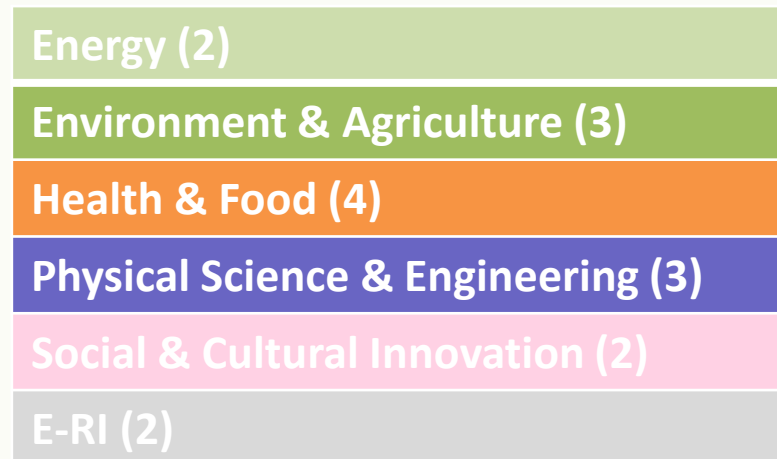 Energy (2)
Environment & Agriculture (3)
Health & Food (4)
Physical Science & Engineering (3)
Social & Cultural Innovation (2)
E-RI (2)